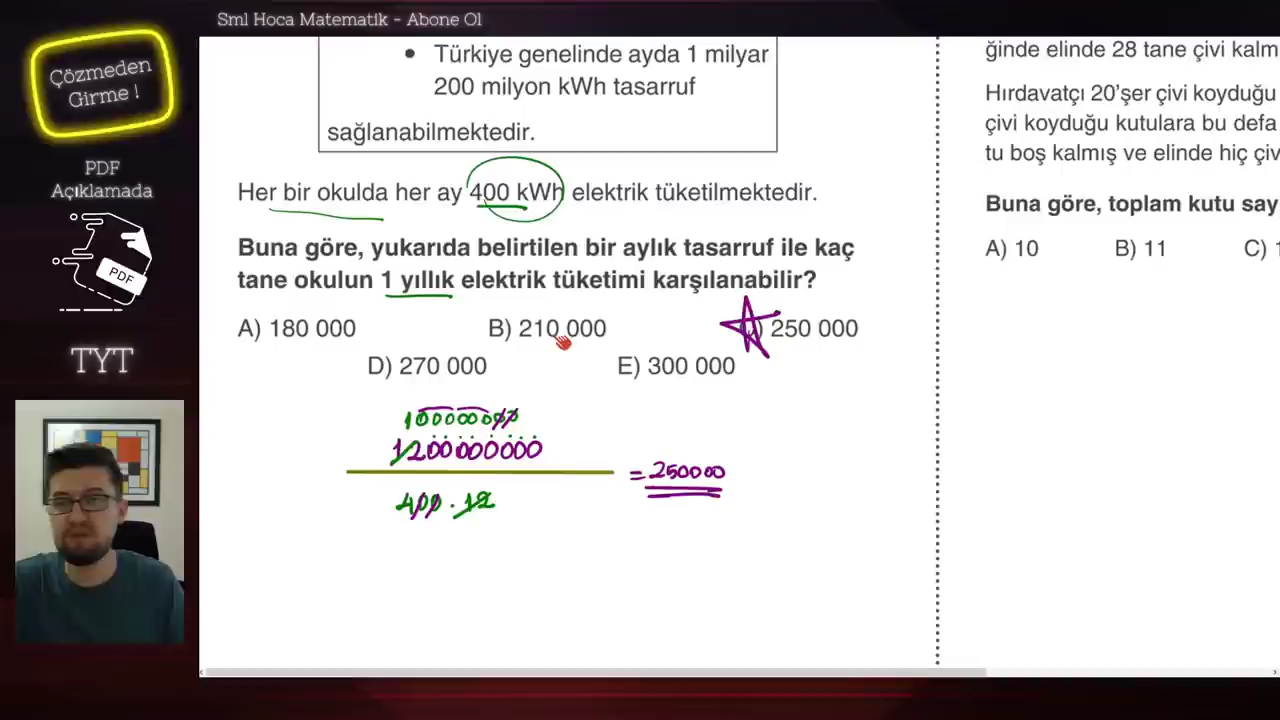 Sml Hoca Matematik - Abone Ol
Çözmeden
Girme !
PDF
Açıklamada
PDF
TYT
• Türkiye genelinde ayda 1 milyar
200 milyon kWh tasarruf
sağlanabilmektedir.
Her bir okulda her ay 400 kWh elektrik tüketilmektedir.
Buna göre, yukarıda belirtilen bir aylık tasarruf ile kaç
tane okulun 1 yıllık elektrik tüketimi karşılanabilir?
A) 180 000 B) 210 000 250 000
D) 270 000 E) 300 000
100000000
1200000000
= 250000
400 . 12
ğinde elinde 28 tane çivi kalm
Hırdavatçı 20'şer çivi koyduğu
çivi koyduğu kutulara bu defa
tu boş kalmış ve elinde hiç çiv
Buna göre, toplam kutu say
A) 10 B) 11 C) 1